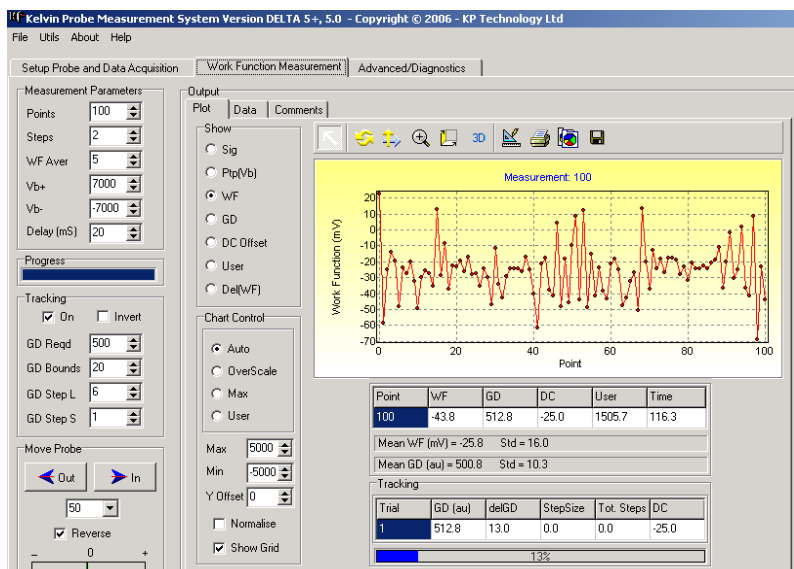 KP Kelvin Probe Measurement System Version DELTA 5+, 5.0 - Copyright © 2006 - KP Technology Ltd
File Utils About Help
Setup Probe and Data Acquisition Work Function Measurement Advanced/Diagnostics
Measurement Parameters
Points 100
Steps 2
WF Aver 5
Vb+ 7000
Vb- -7000
Delay (mS) 20
Progress
Tracking
On Invert
GD Reqd 500
GD Bounds 20
GD Step L 6
GD Step S 1
Move Probe
Out In
50
Reverse
- 0 +
Output
Plot Data Comments
Show
Sig
Ptp(Vb)
WF
GD
DC Offset
User
Del(WF)
Chart Control
Auto
OverScale
Max
User
Max 5000
Min -5000
Y Offset 0
Normalise
Show Grid
3D
Measurement: 100
Work Function (mV)
20
10
0
-10
-20
-30
-40
-50
-60
-70
0 20 40 60 80 100
Point
Point WF GD DC User Time
100 -43.8 512.8 -25.0 1505.7 116.3
Mean WF (mV) = -25.8 Std = 16.0
Mean GD (au) = 500.8 Std = 10.3
Tracking
Trial GD (au) delGD StepSize Tot. Steps DC
1 512.8 13.0 0.0 0.0 -25.0
13%